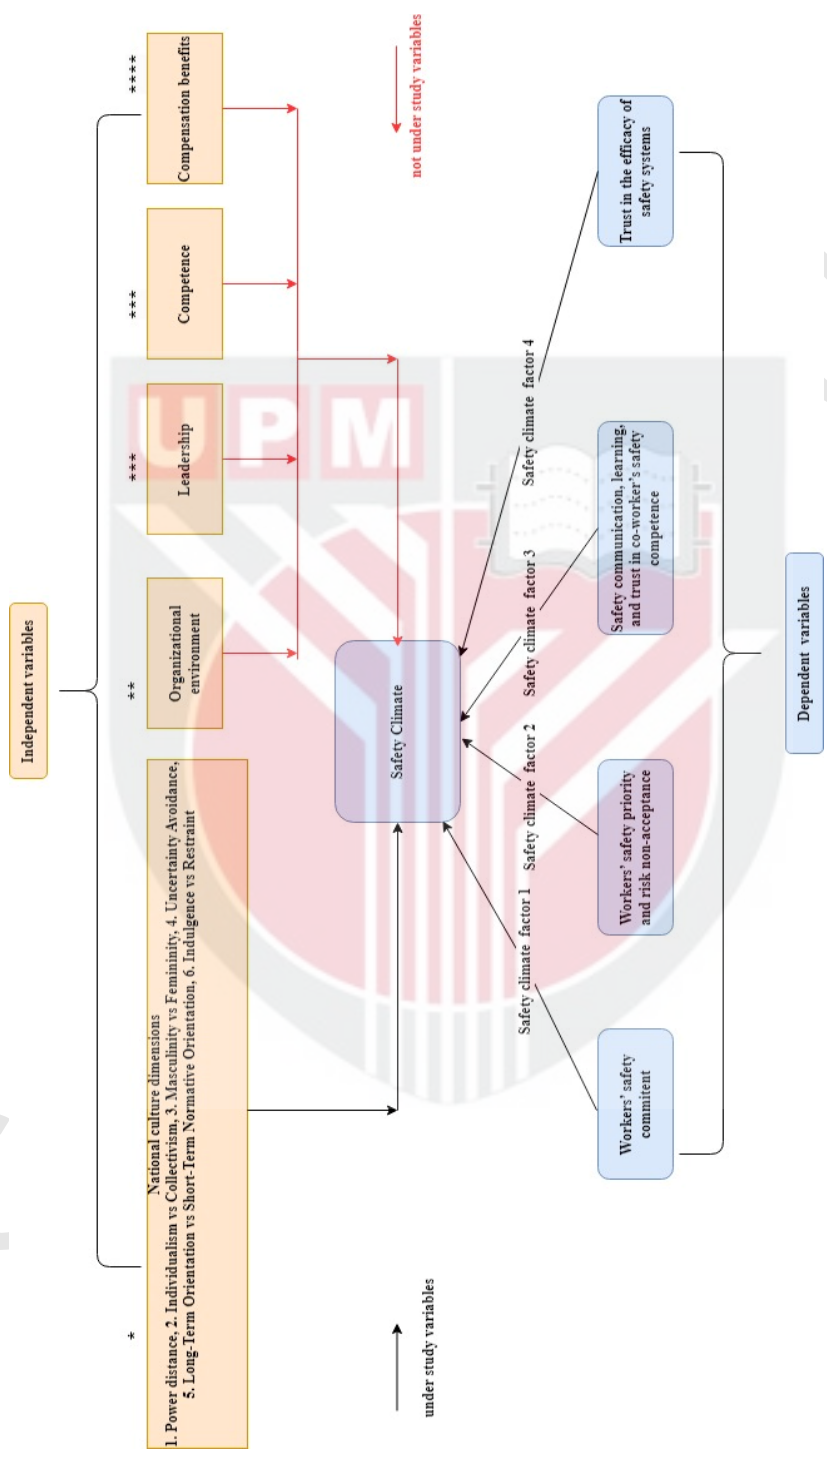 Independent variables
*
**
***
***
****
National culture dimensions
1. Power distance, 2. Individualism vs Collectivism, 3. Masculinity vs Femininity, 4. Uncertainty Avoidance,
5. Long-Term Orientation vs Short-Term Normative Orientation, 6. Indulgence vs Restraint
Organizational
environment
Leadership
Competence
Compensation benefits
UPM
under study variables
Safety Climate
not under study variables
Safety climate factor 1
Safety climate factor 2
Safety climate factor 3
Safety climate factor 4
Workers' safety
commitent
Workers' safety priority
and risk non-acceptance
Safety communication, learning,
and trust in co-worker's safety
competence
Trust in the efficacy of
safety systems
Dependent variables